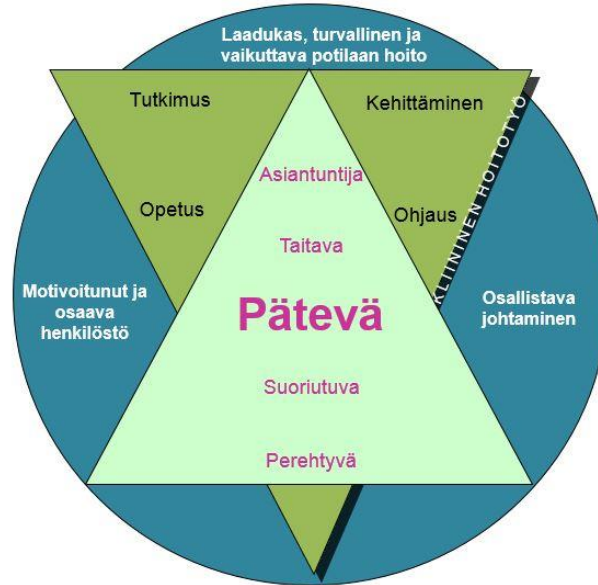 Laadukas, turvallinen ja
vaikuttava potilaan hoito
Tutkimus
Kehittäminen
KLIININEN HOITOTYÖ
Asiantuntija
Opetus
Ohjaus
Taitava
Motivoitunut ja
osaava
henkilöstö
Pätevä
Osallistava
johtaminen
Suoriutuva
Perehtyvä